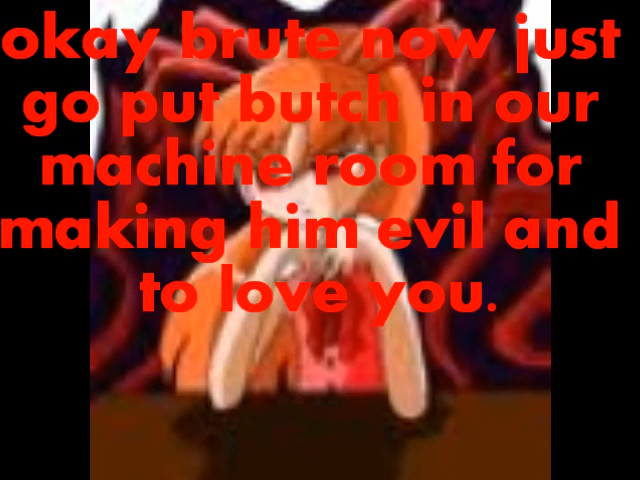 okay brute now just
go put butch in our
machine room for
making him evil and
to love you.